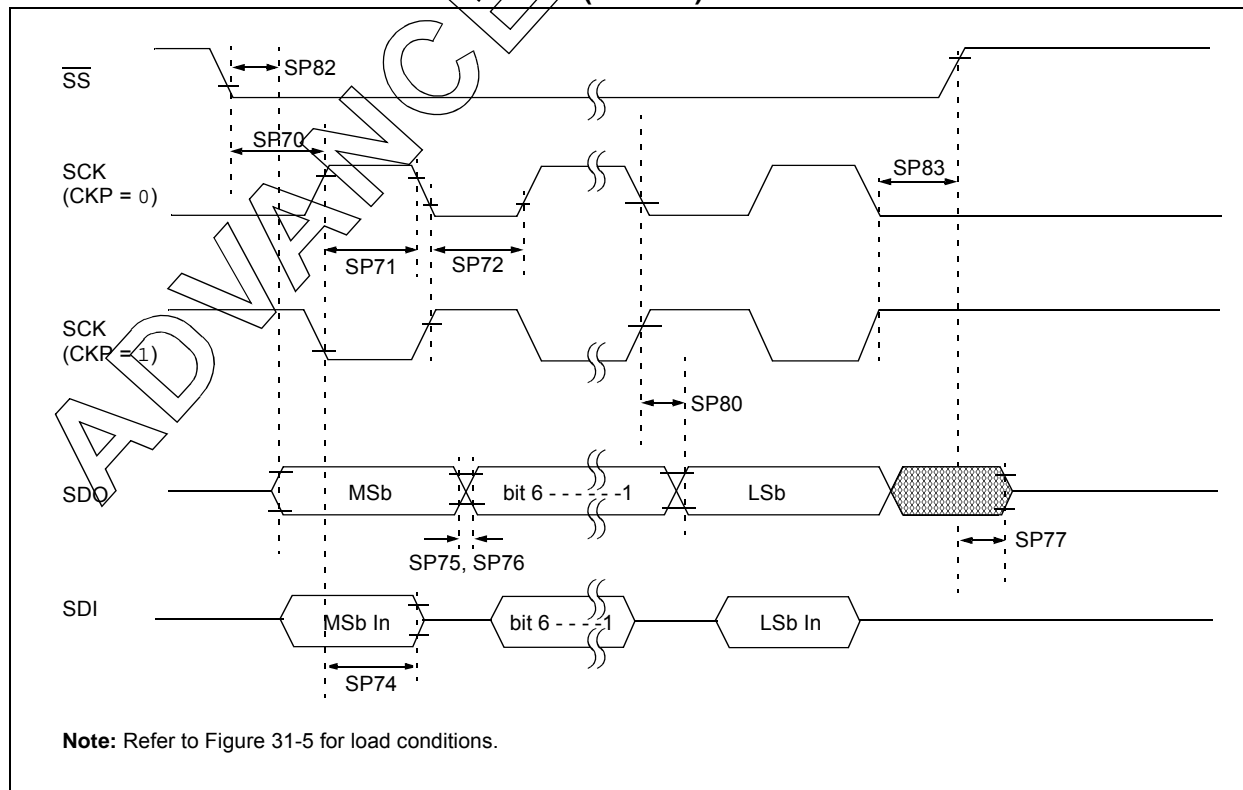 SS
SP82
SP70
SCK
(CKP = 0)
SP83
SP71
SP72
SCK
(CKP = 1)
SP80
SDO
MSb
bit 6 - - - - - -1
LSb
SP75, SP76
SP77
SDI
MSb In
bit 6 - - - -1
LSb In
SP74
Note: Refer to Figure 31-5 for load conditions.
ADVANCE